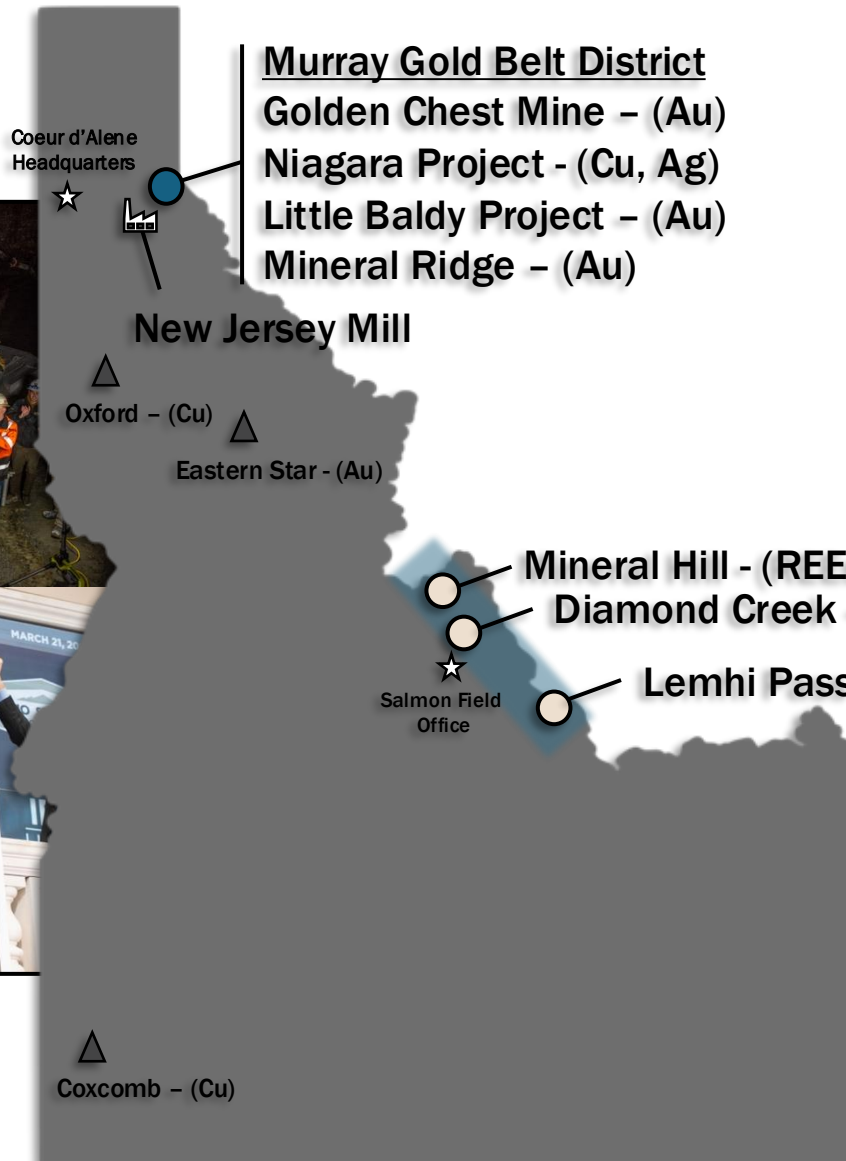 Murray Gold Belt District
Golden Chest Mine – (Au)
Niagara Project - (Cu, Ag)
Little Baldy Project – (Au)
Mineral Ridge – (Au)
Coeur d'Alene
Headquarters
New Jersey Mill
Oxford – (Cu)
Eastern Star - (Au)
Mineral Hill - (REE
Diamond Creek
Lemhi Pass
Salmon Field
Office
MARCH 21, 20
Coxcomb – (Cu)